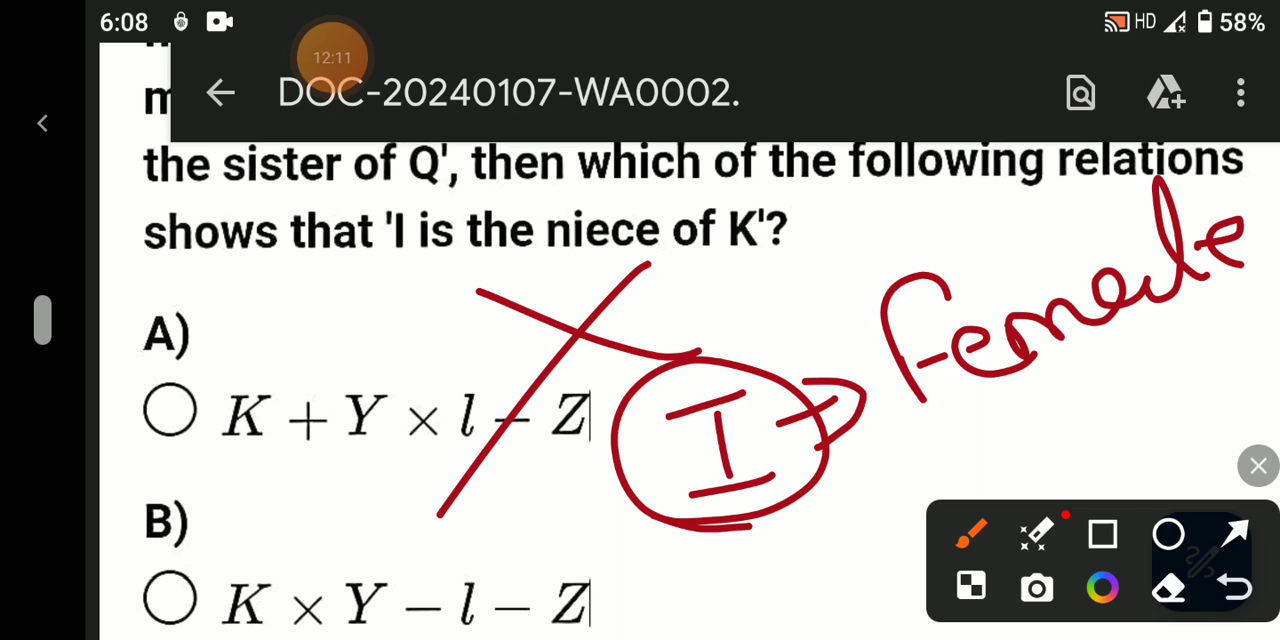 6:08
HD
58%
12:11
DOC-20240107-WA0002.
the sister of Q', then which of the following relations
shows that 'I is the niece of K'?
A)
K + Y × l − Z
I → Female
B)
K × Y − l − Z